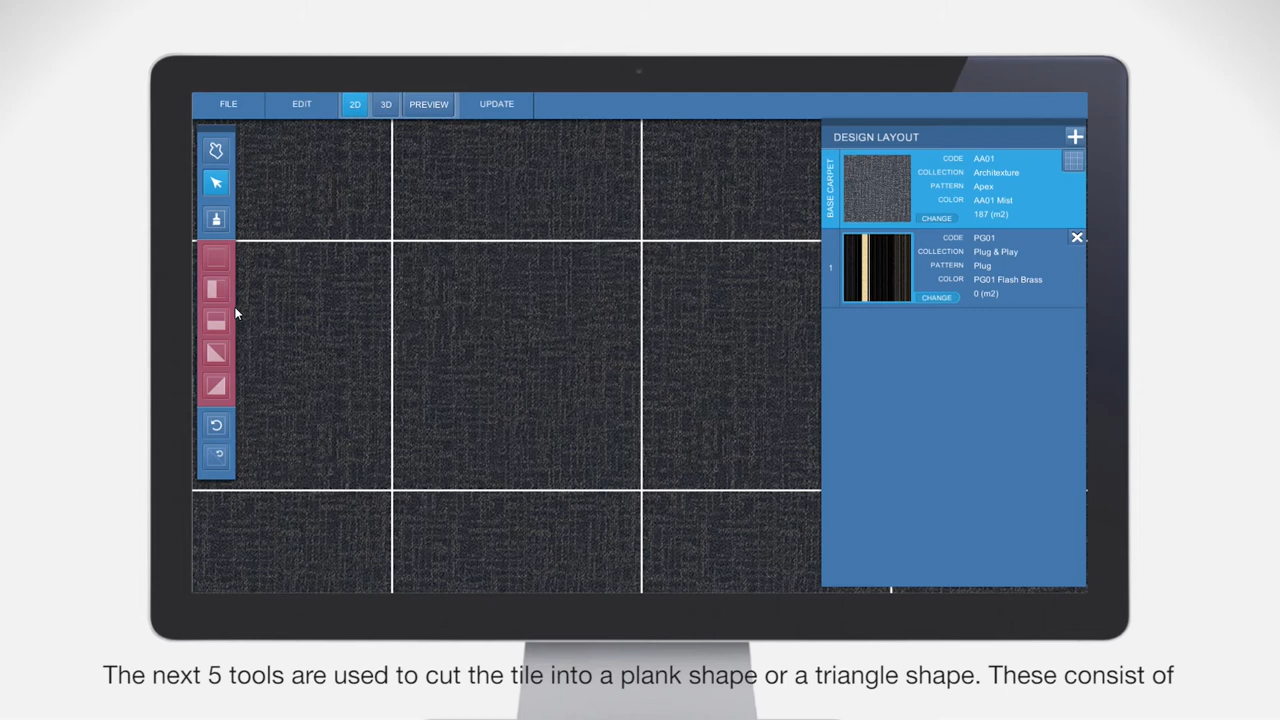 FILE EDIT 2D 3D PREVIEW UPDATE
DESIGN LAYOUT
BASE CARPET
CODE AA01
COLLECTION Architexture
PATTERN Apex
COLOR AA01 Mist
187 (m2)
CHANGE
1
CODE PG01
COLLECTION Plug & Play
PATTERN Plug
COLOR PG01 Flash Brass
0 (m2)
CHANGE
The next 5 tools are used to cut the tile into a plank shape or a triangle shape. These consist of